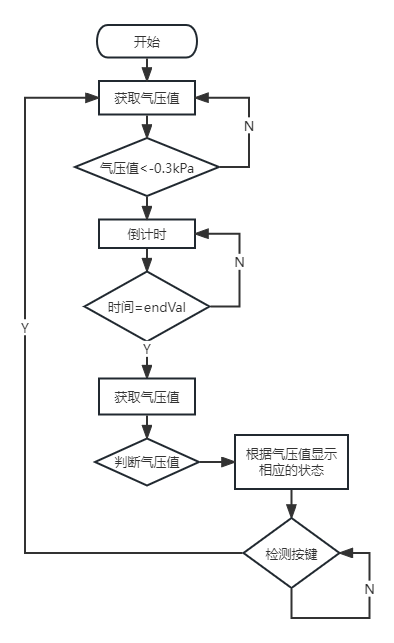 开始
获取气压值
N
气压值<-0.3kPa
倒计时
N
时间=endVal
Y
Y
获取气压值
判断气压值
根据气压值显示
相应的状态
检测按键
N